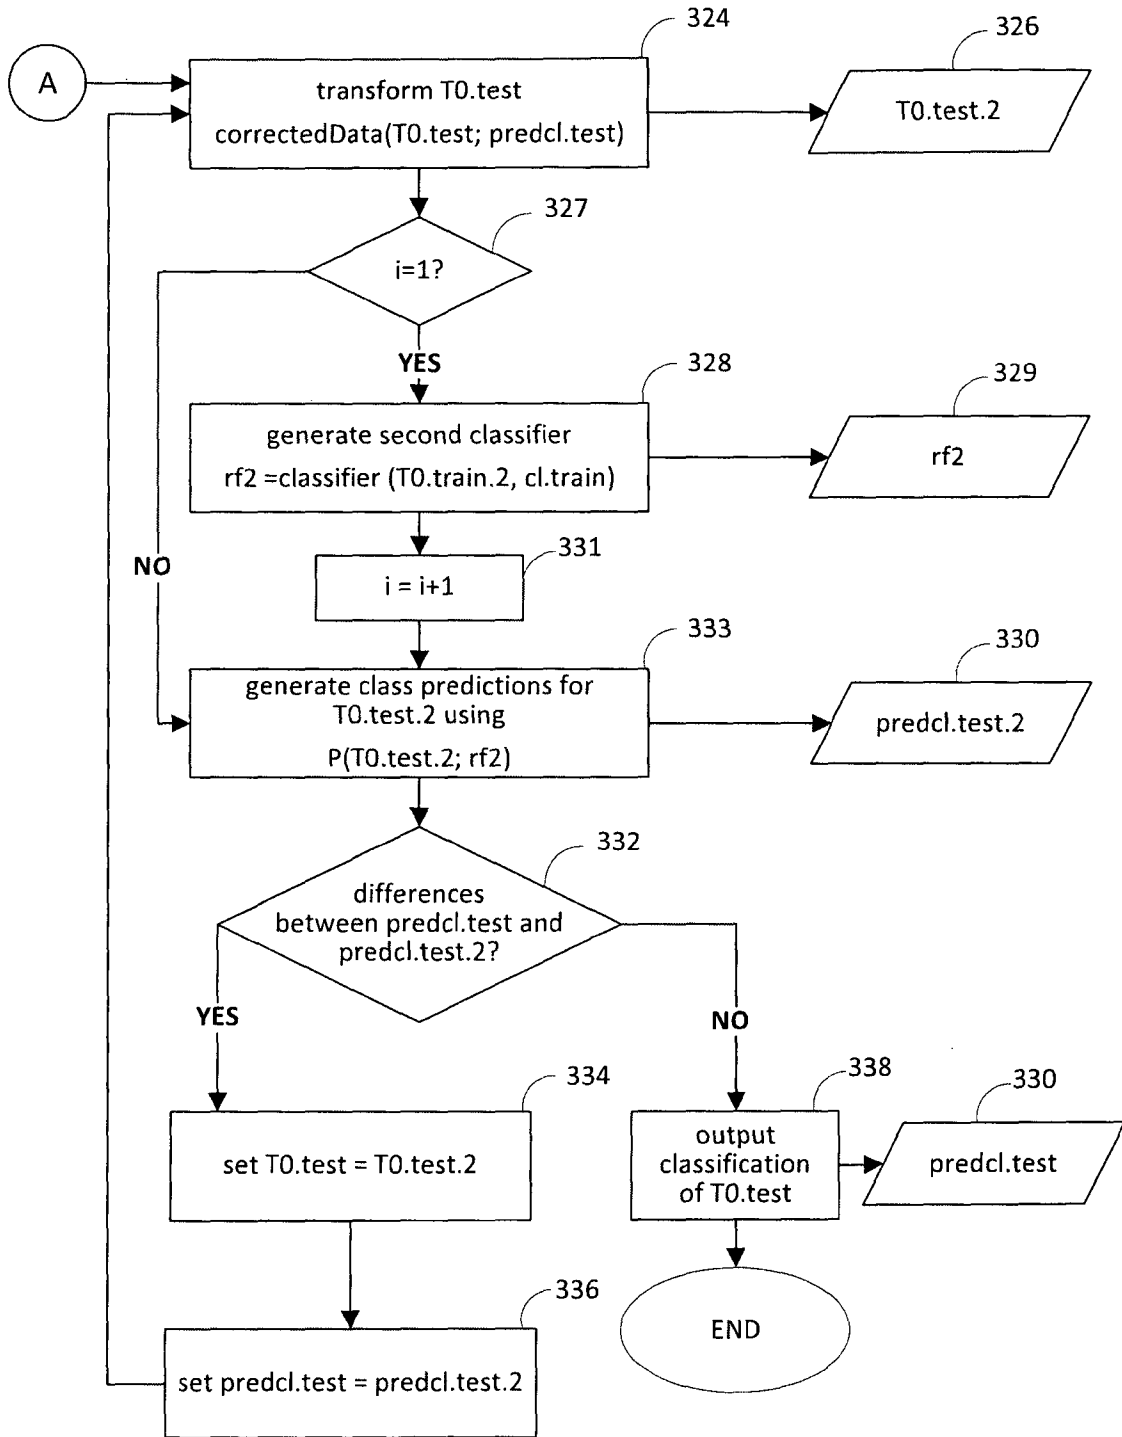 324
326
A
transform T0.test
correctedData(T0.test; predcl.test)
T0.test.2
327
i=1?
YES
328
329
generate second classifier
rf2 =classifier (T0.train.2, cl.train)
rf2
331
NO
i = i+1
333
330
generate class predictions for
T0.test.2 using
P(T0.test.2; rf2)
predcl.test.2
332
differences
between predcl.test and
predcl.test.2?
YES
NO
334
338
330
set T0.test = T0.test.2
output
classification
of T0.test
predcl.test
336
END
set predcl.test = predcl.test.2